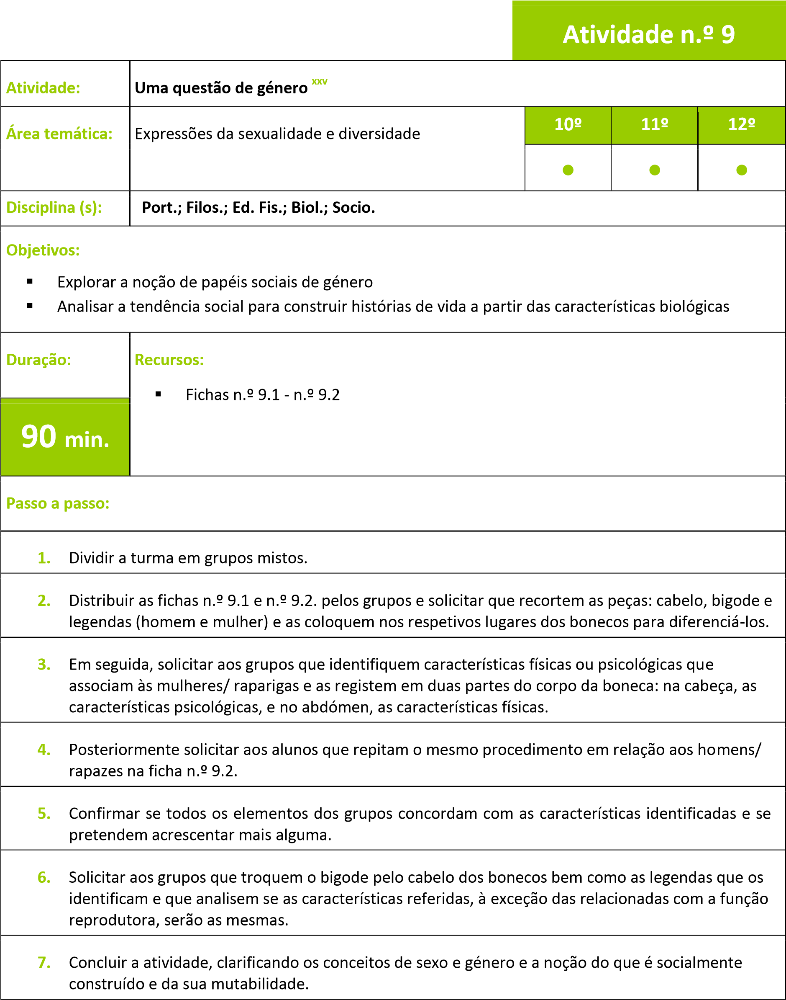 Atividade n.º 9
Atividade:
Uma questão de género xxv
Área temática:
Expressões da sexualidade e diversidade
10º
11º
12º
Disciplina (s):
Port.; Filos.; Ed. Fis.; Biol.; Socio.
Objetivos:
▪ Explorar a noção de papéis sociais de género
▪ Analisar a tendência social para construir histórias de vida a partir das características biológicas
Duração:
90 min.
Recursos:
▪ Fichas n.º 9.1 - n.º 9.2
Passo a passo:
1. Dividir a turma em grupos mistos.
2. Distribuir as fichas n.º 9.1 e n.º 9.2. pelos grupos e solicitar que recortem as peças: cabelo, bigode e
legendas (homem e mulher) e as coloquem nos respetivos lugares dos bonecos para diferenciá-los.
3. Em seguida, solicitar aos grupos que identifiquem características físicas ou psicológicas que
associam às mulheres/ raparigas e as registem em duas partes do corpo da boneca: na cabeça, as
características psicológicas, e no abdómen, as características físicas.
4. Posteriormente solicitar aos alunos que repitam o mesmo procedimento em relação aos homens/
rapazes na ficha n.º 9.2.
5. Confirmar se todos os elementos dos grupos concordam com as características identificadas e se
pretendem acrescentar mais alguma.
6. Solicitar aos grupos que troquem o bigode pelo cabelo dos bonecos bem como as legendas que os
identificam e que analisem se as características referidas, à exceção das relacionadas com a função
reprodutora, serão as mesmas.
7. Concluir a atividade, clarificando os conceitos de sexo e género e a noção do que é socialmente
construído e da sua mutabilidade.